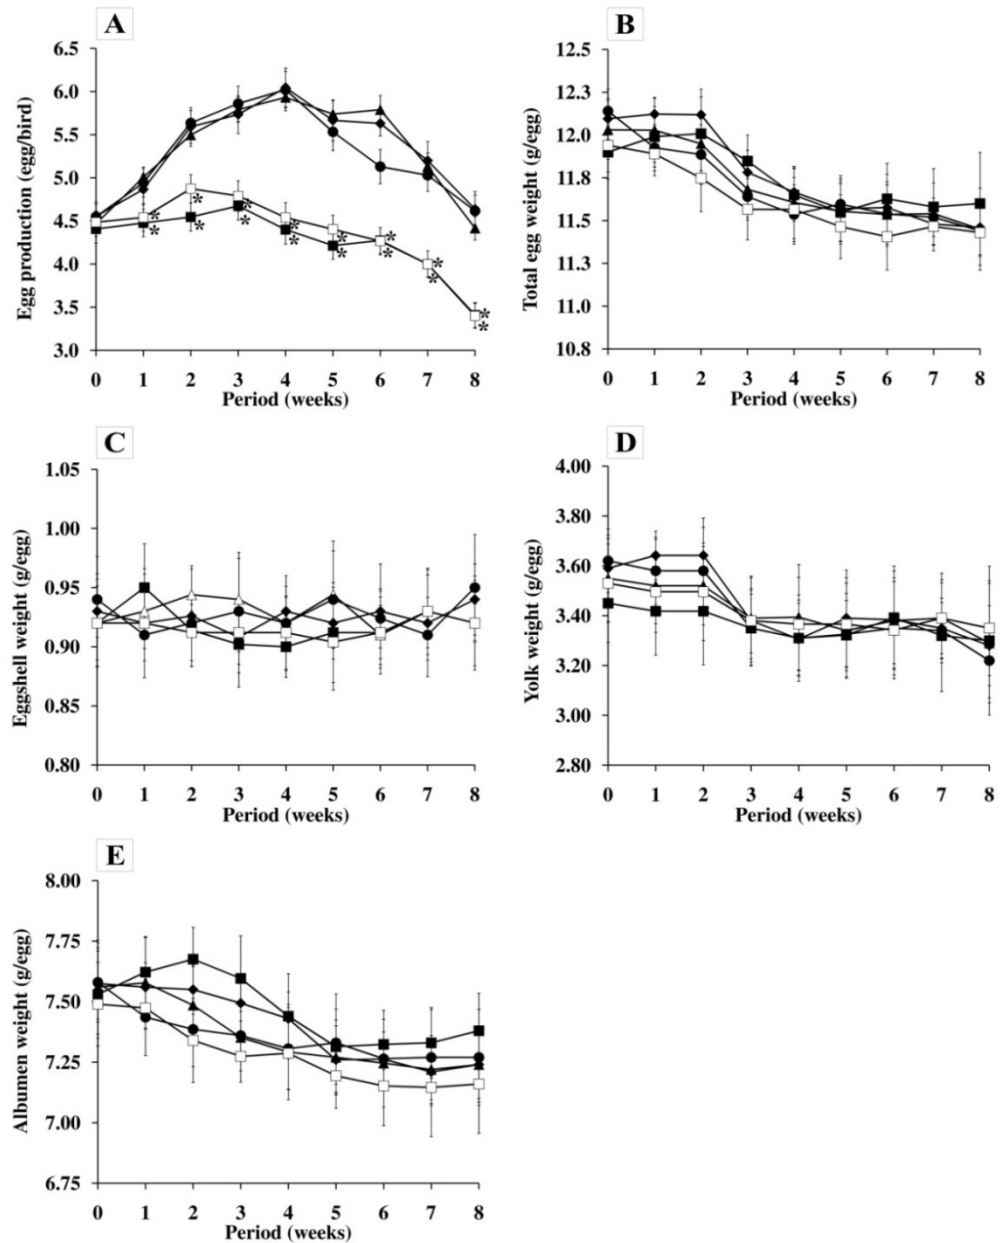 A
Egg production (egg/bird)
6.5
6.0
5.5
5.0
4.5
4.0
3.5
3.0
* * * * * * * *
* * * * * * * *
0 1 2 3 4 5 6 7 8
Period (weeks)
B
Total egg weight (g/egg)
12.5
12.3
12.0
11.8
11.5
11.3
11.0
10.8
0 1 2 3 4 5 6 7 8
Period (weeks)
C
Eggshell weight (g/egg)
1.05
1.00
0.95
0.90
0.85
0.80
0 1 2 3 4 5 6 7 8
Period (weeks)
D
Yolk weight (g/egg)
4.00
3.80
3.60
3.40
3.20
3.00
2.80
0 1 2 3 4 5 6 7 8
Period (weeks)
E
Albumen weight (g/egg)
8.00
7.75
7.50
7.25
7.00
6.75
0 1 2 3 4 5 6 7 8
Period (weeks)